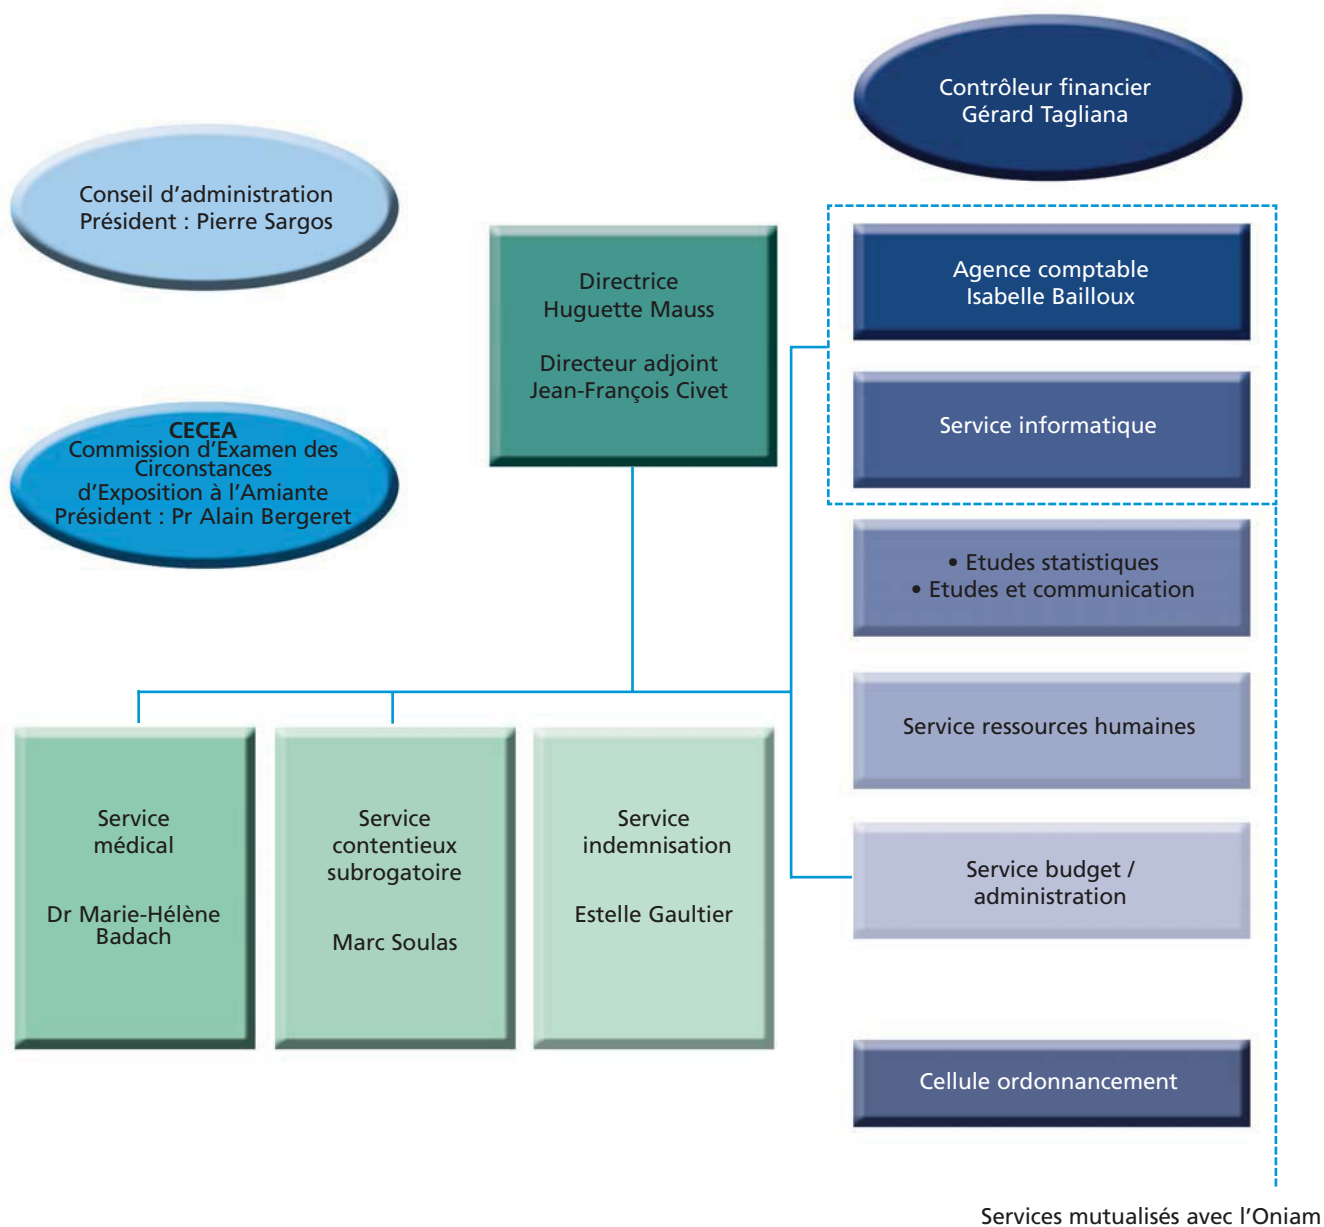 Contrôleur financier
Gérard Tagliana
Conseil d’administration
Président : Pierre Sargos
Directrice
Huguette Mauss
Directeur adjoint
Jean-François Civet
Agence comptable
Isabelle Bailloux
Service informatique
CECEA
Commission d’Examen des
Circonstances
d’Exposition à l’Amiante
Président : Pr Alain Bergeret
• Etudes statistiques
• Etudes et communication
Service ressources humaines
Service
médical
Dr Marie-Hélène
Badach
Service
contentieux
subrogatoire
Marc Soulas
Service
indemnisation
Estelle Gaultier
Service budget /
administration
Cellule ordonnancement
Services mutualisés avec l’Oniam